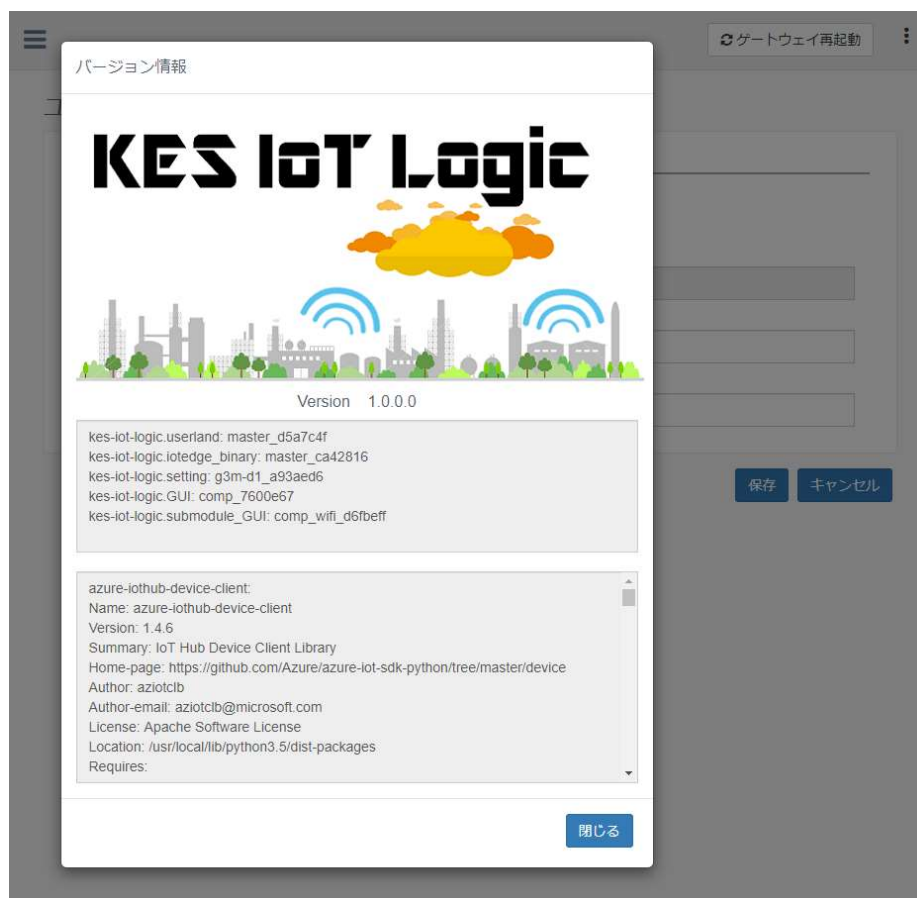 ゲートウェイ再起動
バージョン情報
KES IoT Logic
Version 1.0.0.0
kes-iot-logic.userland: master_d5a7c4f
kes-iot-logic.iotedge_binary: master_ca42816
kes-iot-logic.setting: g3m-d1_a93aed6
kes-iot-logic.GUI: comp_7600e67
kes-iot-logic.submodule_GUI: comp_wifi_d6fbeff
azure-iothub-device-client:
Name: azure-iothub-device-client
Version: 1.4.6
Summary: IoT Hub Device Client Library
Home-page: https://github.com/Azure/azure-iot-sdk-python/tree/master/device
Author: aziotclb
Author-email: aziotclb@microsoft.com
License: Apache Software License
Location: /usr/local/lib/python3.5/dist-packages
Requires:
保存 キャンセル
閉じる